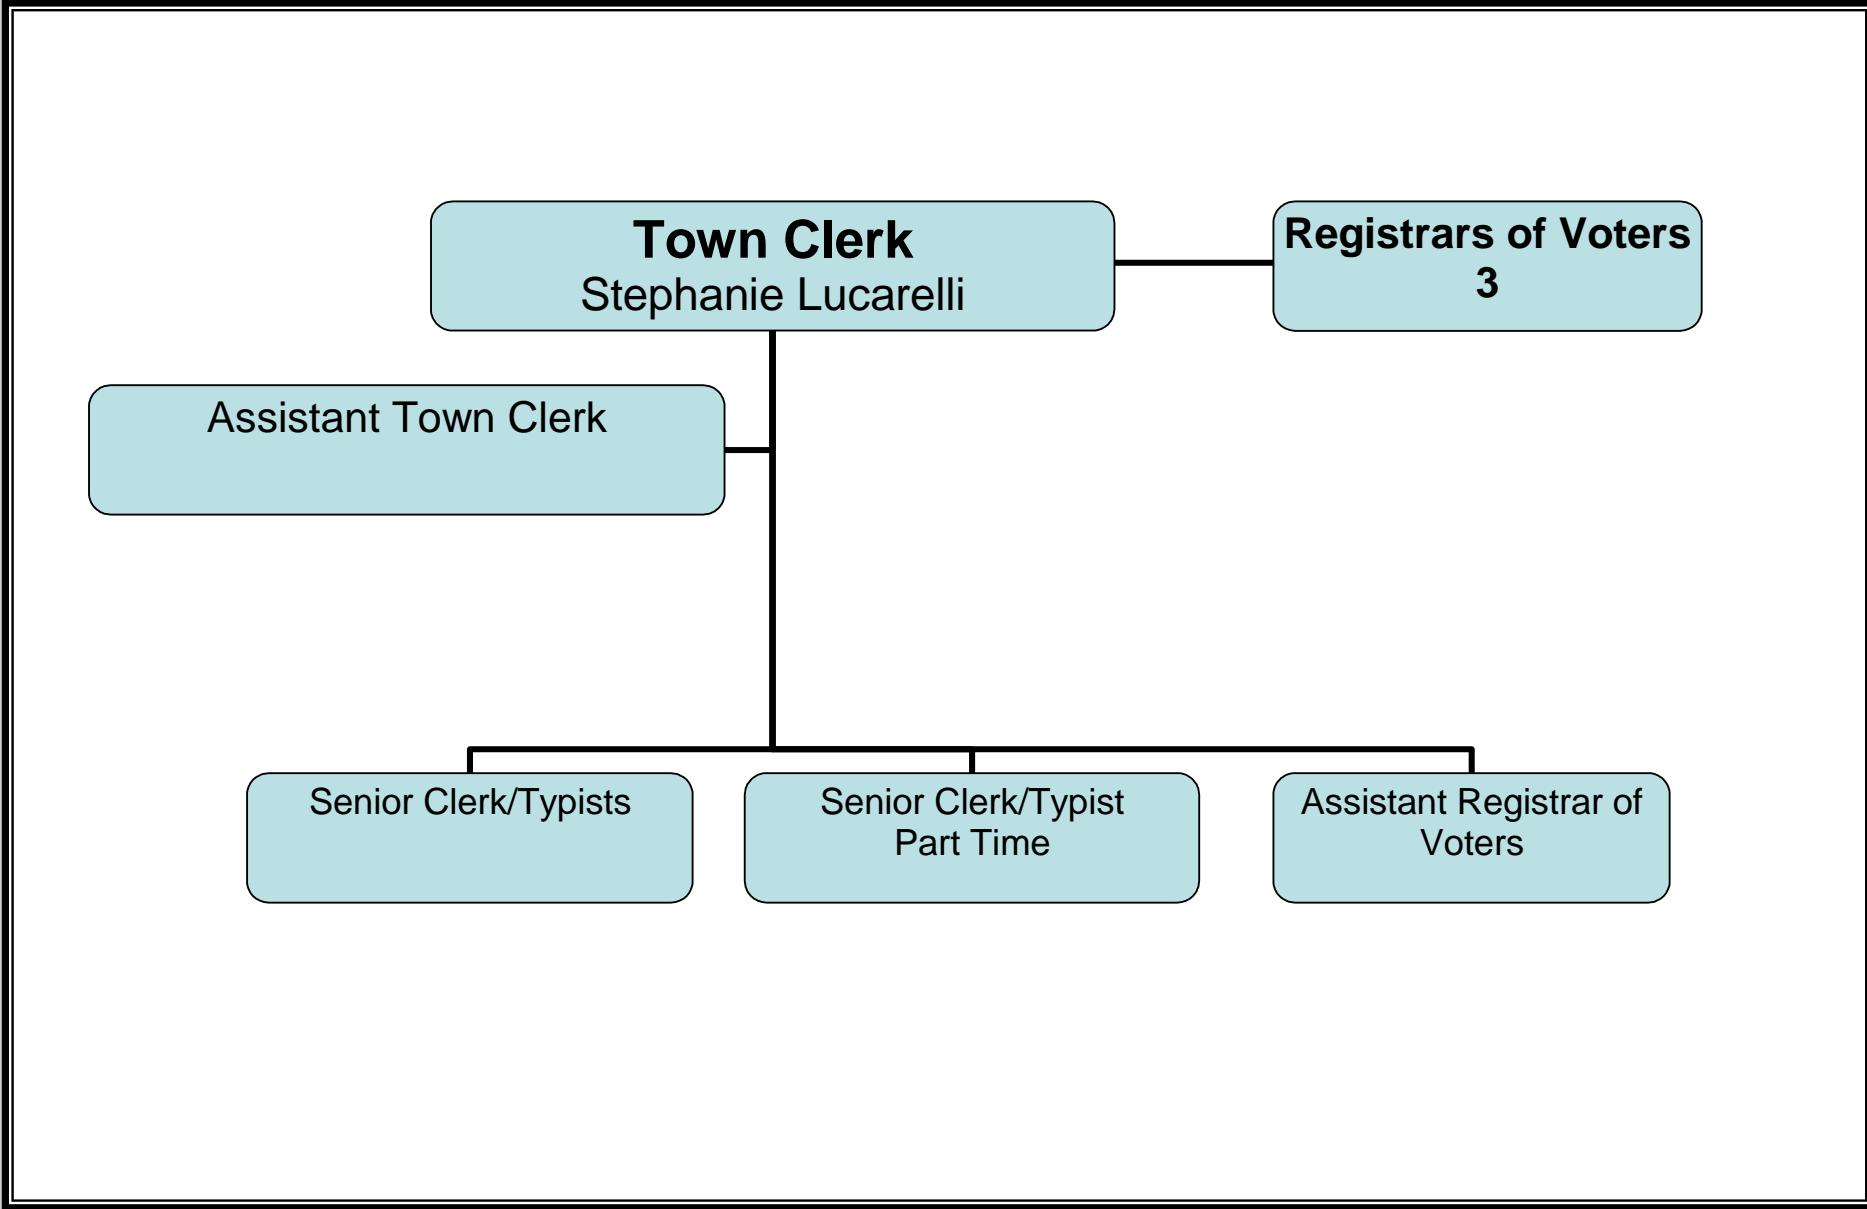 Town Clerk
Stephanie Lucarelli
Registrars of Voters
3
Assistant Town Clerk
Senior Clerk/Typists
Senior Clerk/Typist
Part Time
Assistant Registrar of
Voters